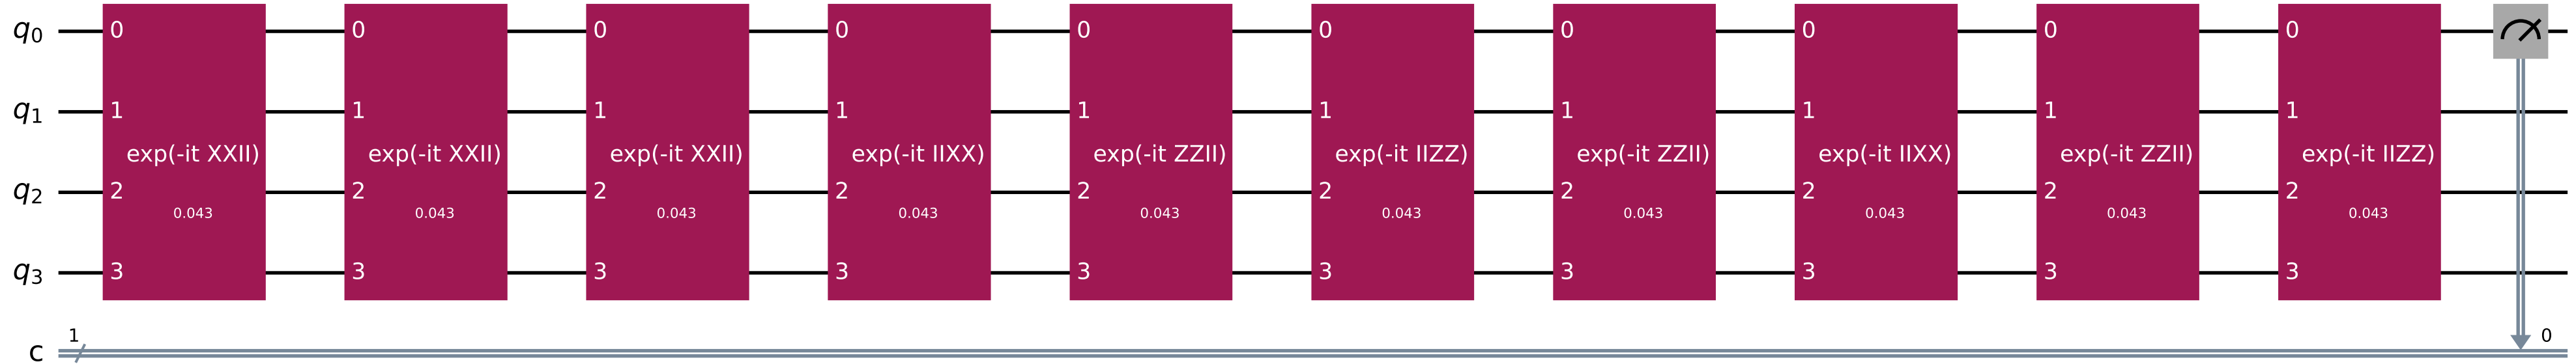 q0 0 0 0 0 0 0 0 0 0 0
q1 1 1 1 1 1 1 1 1 1 1
exp(-it XXII) exp(-it XXII) exp(-it XXII) exp(-it IIXX) exp(-it ZZII) exp(-it IIZZ) exp(-it ZZII) exp(-it IIXX) exp(-it ZZII) exp(-it IIZZ)
q2 2 2 2 2 2 2 2 2 2 2
0.043 0.043 0.043 0.043 0.043 0.043 0.043 0.043 0.043 0.043
q3 3 3 3 3 3 3 3 3 3 3
1 0
c